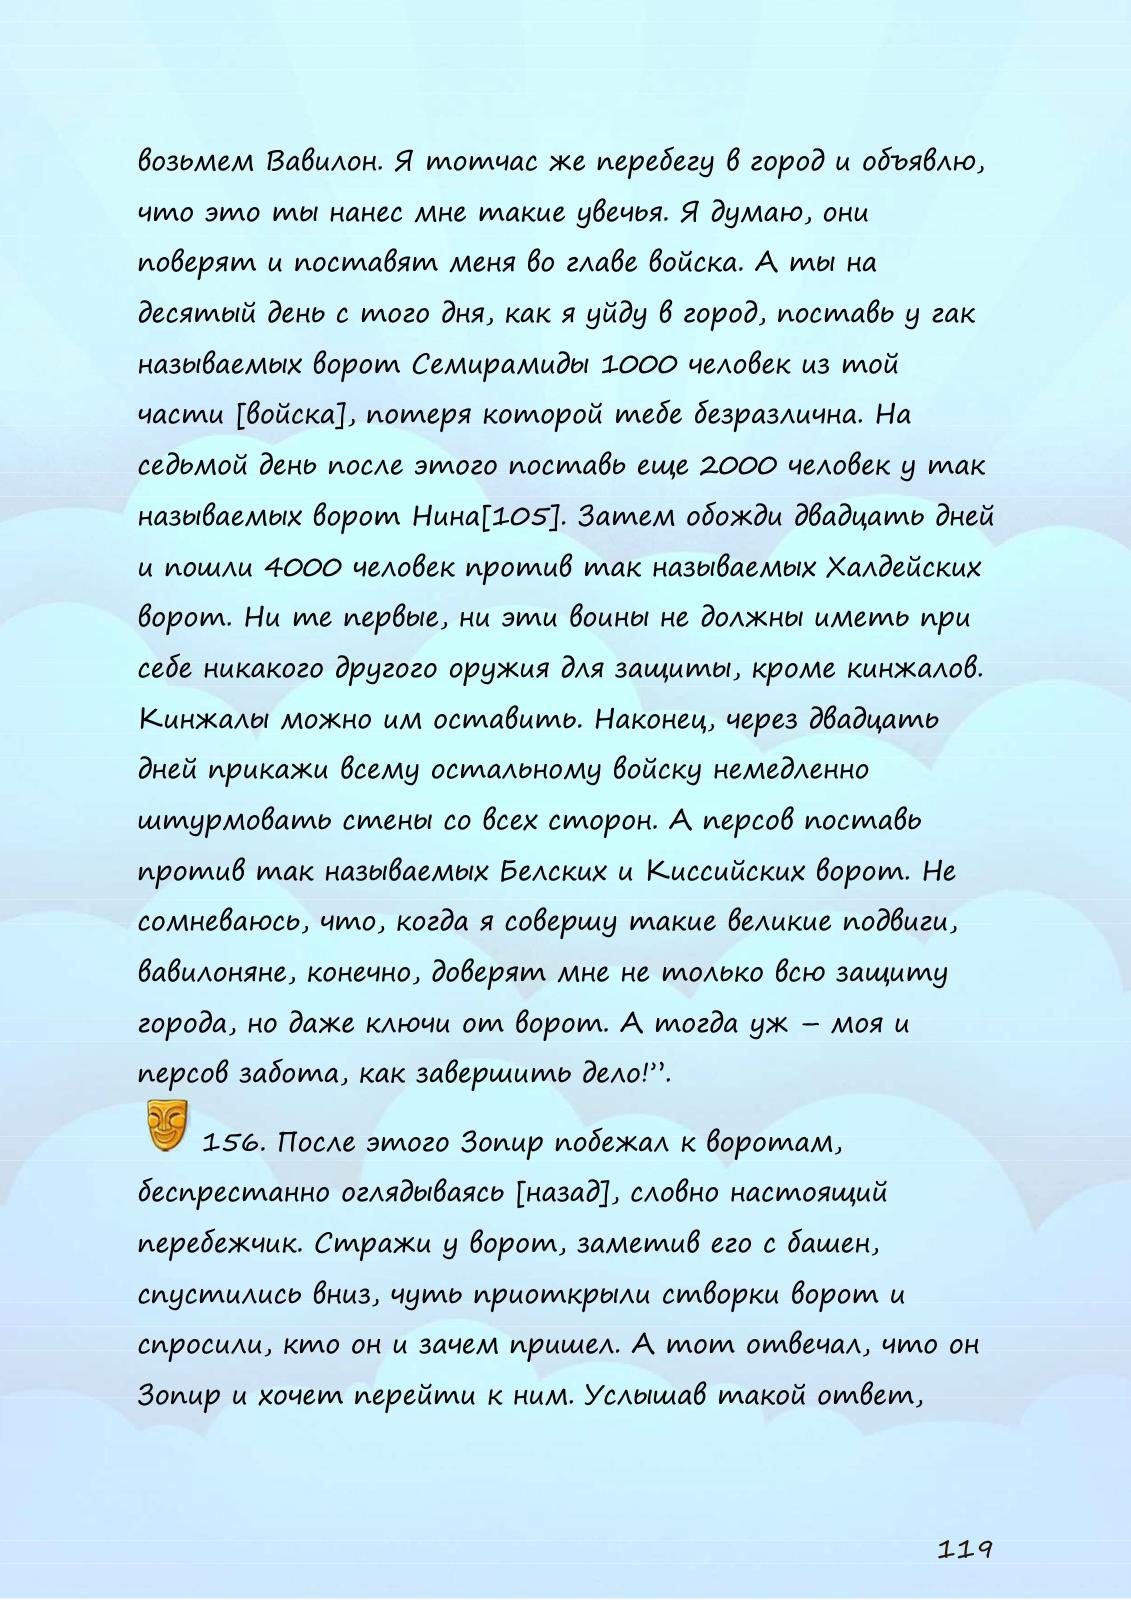 возьмем Вавилон. Я тотчас же перебегу в город и объявлю,
что это ты нанес мне такие увечья. Я думаю, они
поверят и поставят меня во главе войска. А ты на
десятый день с того дня, как я уйду в город, поставь у гак
называемых ворот Семирамиды 1000 человек из той
части [войска], потеря которой тебе безразлична. На
седьмой день после этого поставь еще 2000 человек у так
называемых ворот Нина[105]. Затем обожди двадцать дней
и пошли 4000 человек против так называемых Халдейских
ворот. Ни те первые, ни эти воины не должны иметь при
себе никакого другого оружия для защиты, кроме кинжалов.
Кинжалы можно им оставить. Наконец, через двадцать
дней прикажи всему остальному войску немедленно
штурмовать стены со всех сторон. А персов поставь
против так называемых Белских и Киссийских ворот. Не
сомневаюсь, что, когда я совершу такие великие подвиги,
вавилоняне, конечно, доверят мне не только всю защиту
города, но даже ключи от ворот. А тогда уж – моя и
персов забота, как завершить дело!”.
156. После этого Зопир побежал к воротам,
беспрестанно оглядываясь [назад], словно настоящий
перебежчик. Стражи у ворот, заметив его с башен,
спустились вниз, чуть приоткрыли створки ворот и
спросили, кто он и зачем пришел. А тот отвечал, что он
Зопир и хочет перейти к ним. Услышав такой ответ,
119